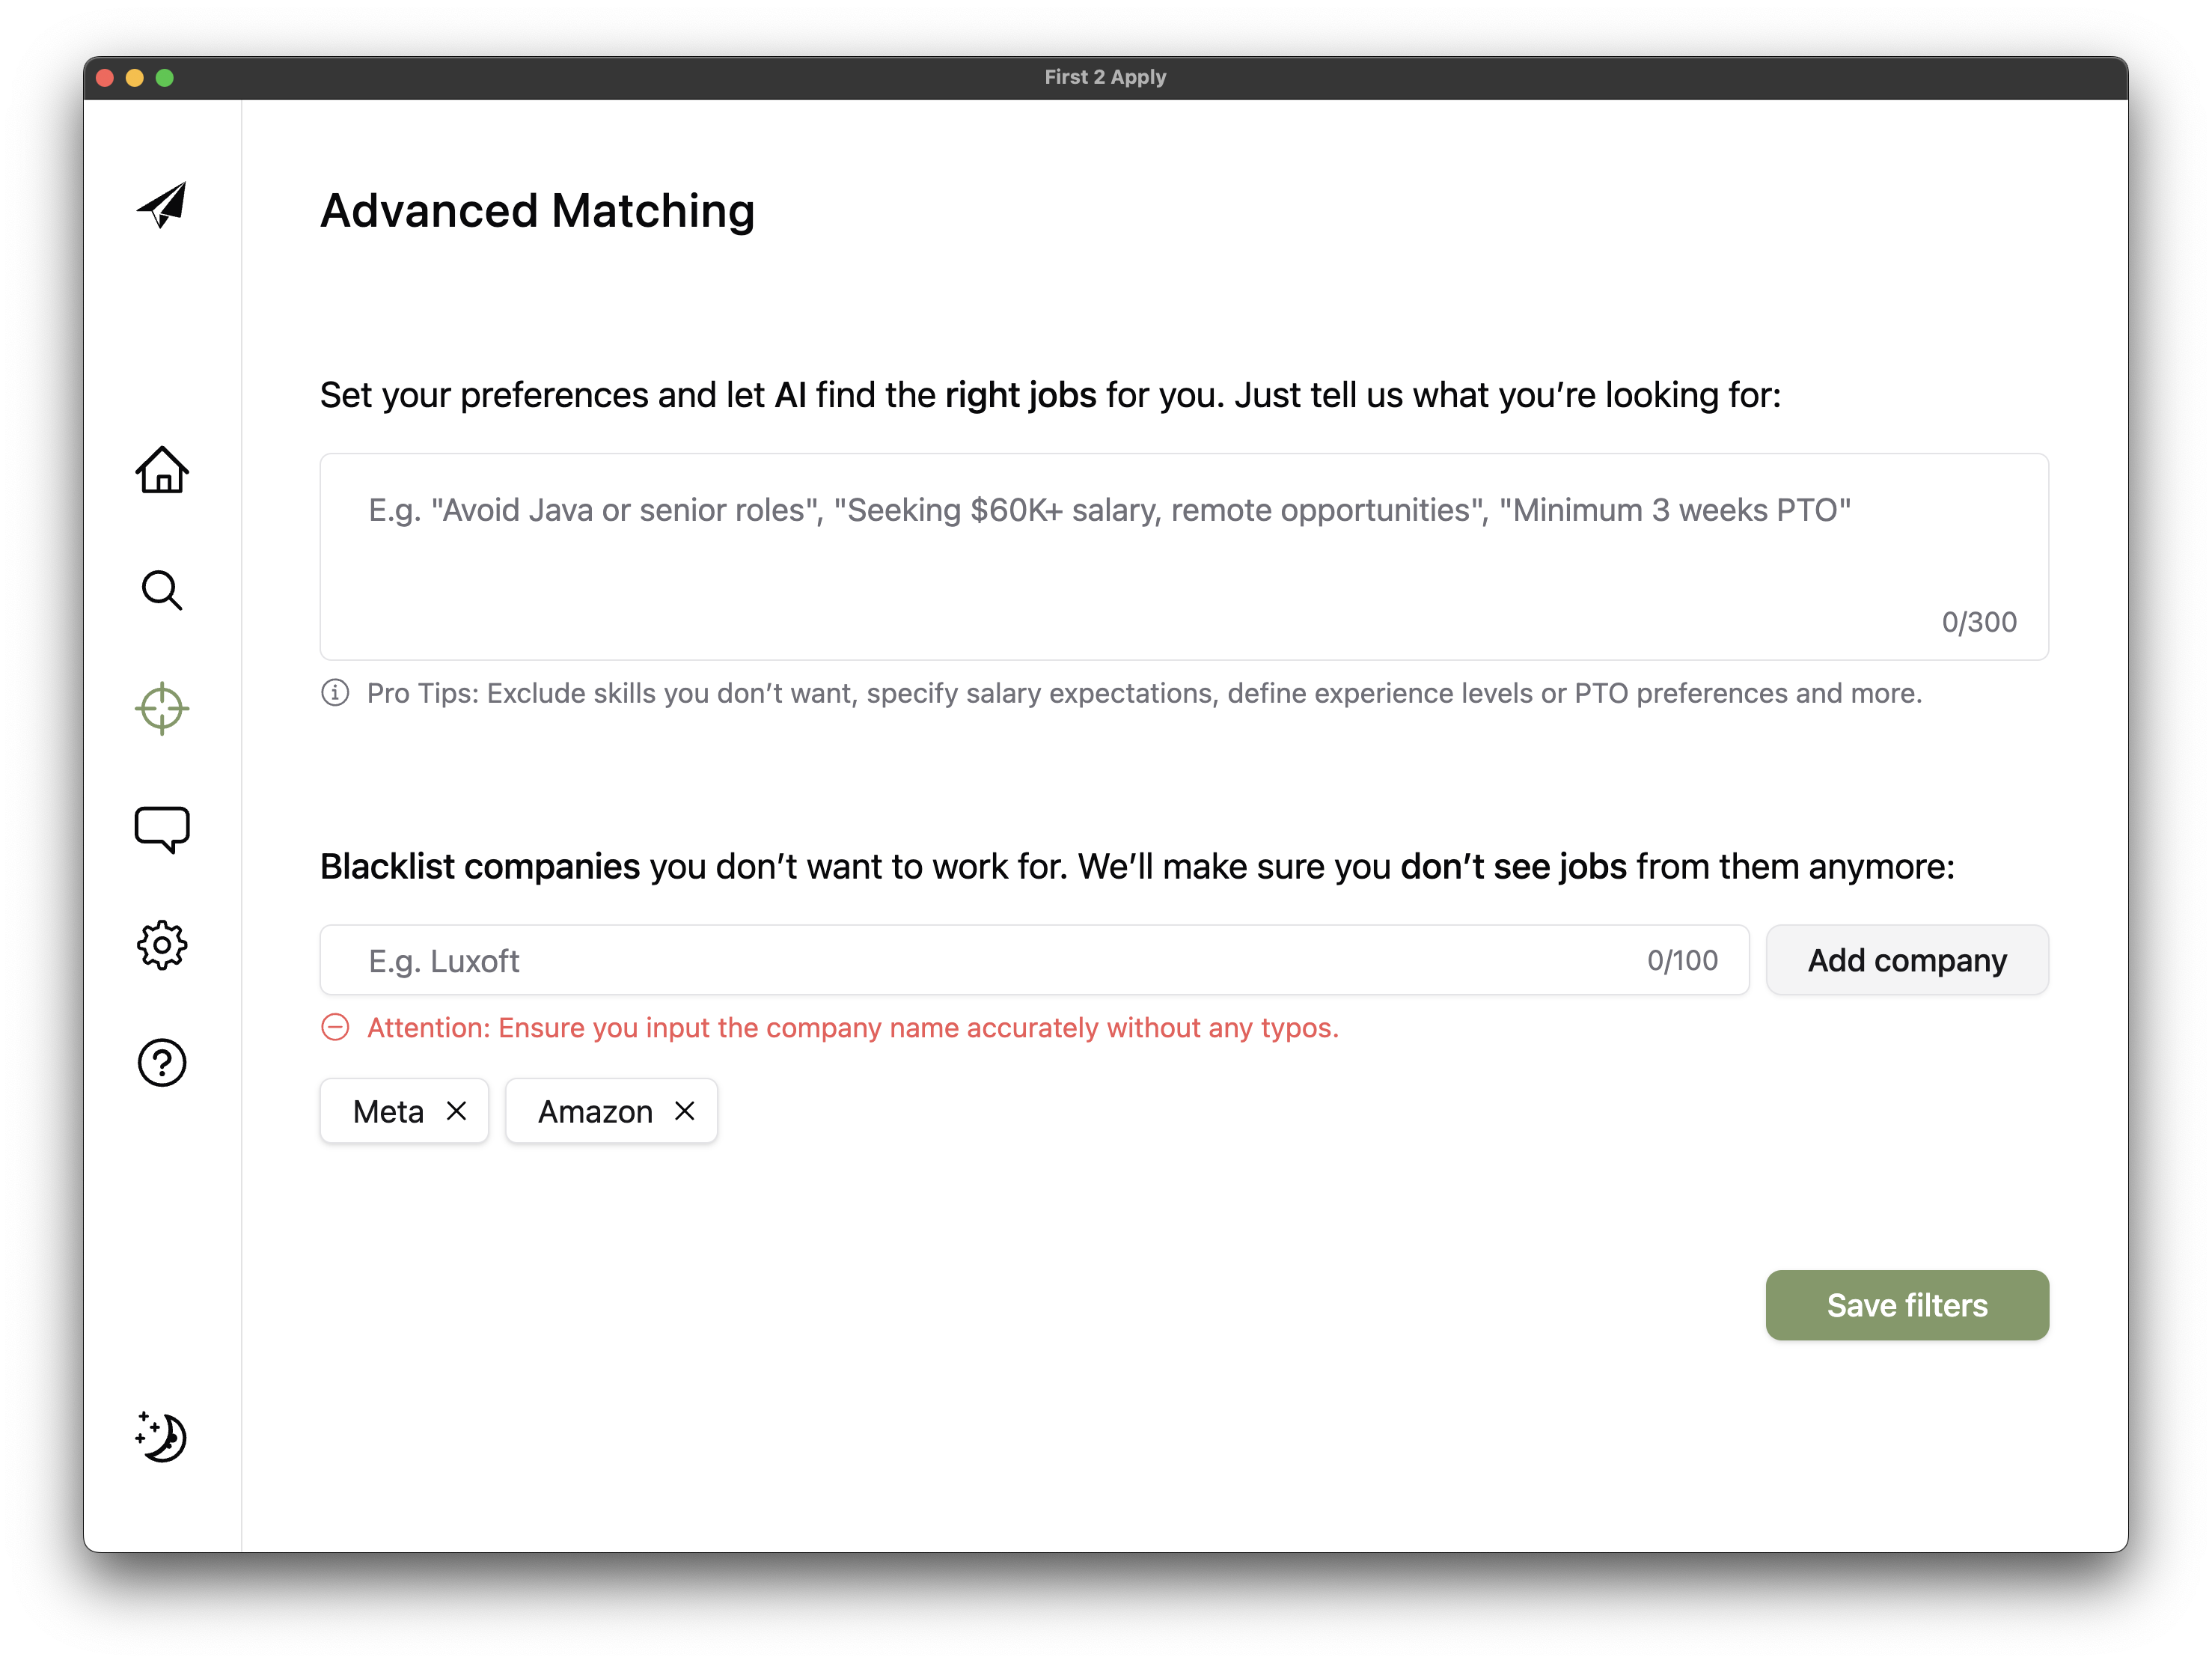 First 2 Apply
Advanced Matching
Set your preferences and let AI find the right jobs for you. Just tell us what you’re looking for:
E.g. "Avoid Java or senior roles", "Seeking $60K+ salary, remote opportunities", "Minimum 3 weeks PTO"
0/300
Pro Tips: Exclude skills you don’t want, specify salary expectations, define experience levels or PTO preferences and more.
Blacklist companies you don’t want to work for. We’ll make sure you don’t see jobs from them anymore:
E.g. Luxoft
0/100
Add company
Attention: Ensure you input the company name accurately without any typos.
Meta
Amazon
Save filters